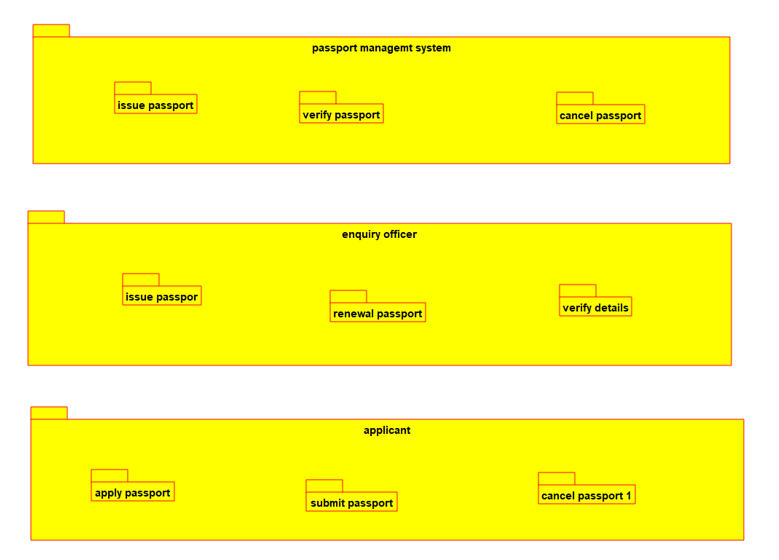 passport managemt system
issue passport
verify passport
cancel passport
enquiry officer
issue passpor
renewal passport
verify details
applicant
apply passport
submit passport
cancel passport 1